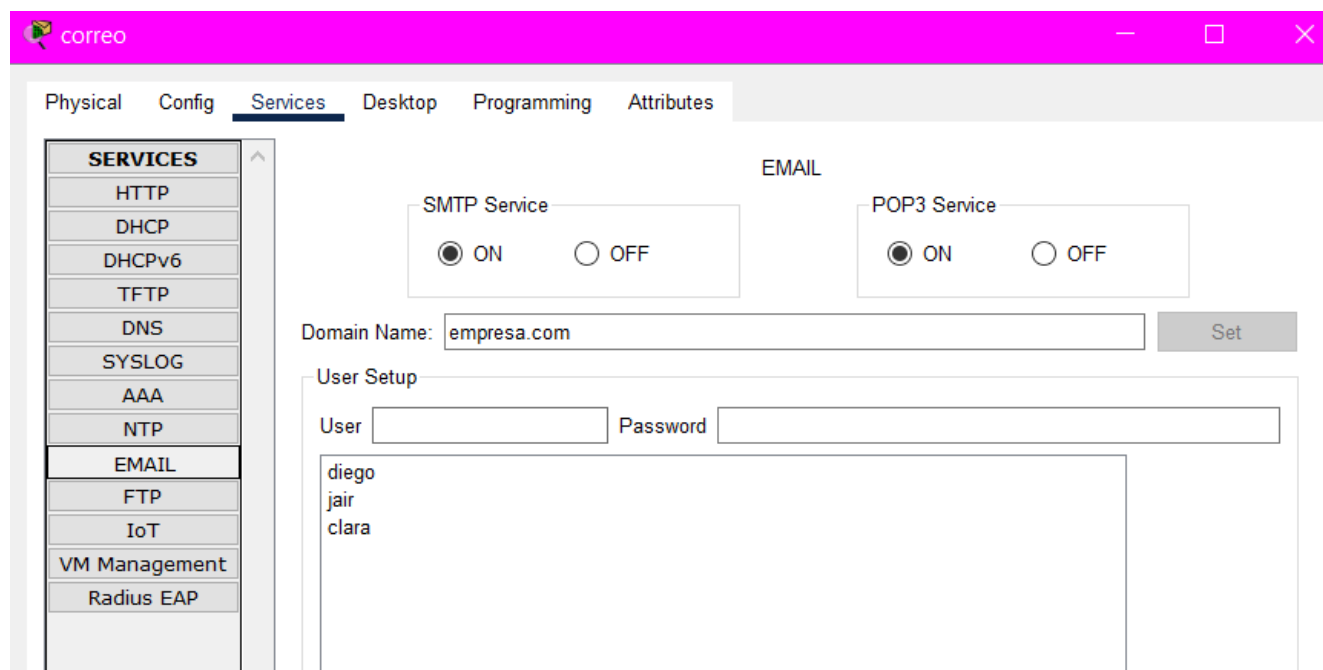 correo
Physical Config Services Desktop Programming Attributes
SERVICES
HTTP
DHCP
DHCPv6
TFTP
DNS
SYSLOG
AAA
NTP
EMAIL
FTP
IoT
VM Management
Radius EAP
EMAIL
SMTP Service
ON OFF
POP3 Service
ON OFF
Domain Name: empresa.com Set
User Setup
User Password
diego
jair
clara